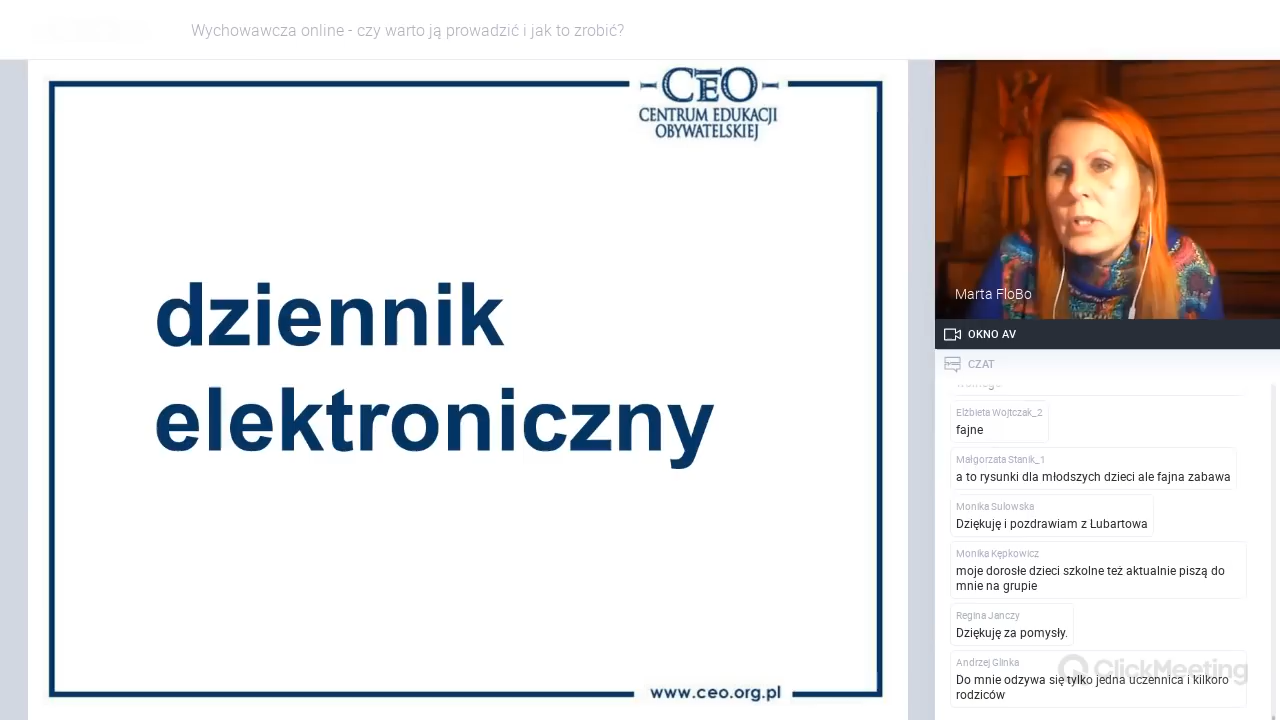 Wychowawcza online - czy warto ją prowadzić i jak to zrobić?
CEO
CENTRUM EDUKACJI
OBYWATELSKIEJ
dziennik
elektroniczny
www.ceo.org.pl
Marta FloBo
OKNO AV
CZAT
Elżbieta Wojtczak_2
fajne
Małgorzata Stanik_1
a to rysunki dla młodszych dzieci ale fajna zabawa
Monika Sulowska
Dziękuję i pozdrawiam z Lubartowa
Monika Kępkowicz
moje dorosłe dzieci szkolne też aktualnie piszą do
mnie na grupie
Regina Janczy
Dziękuję za pomysły.
Andrzej Glinka
Do mnie odzywa się tylko jedna uczennica i kilkoro
rodziców
ClickMeeting